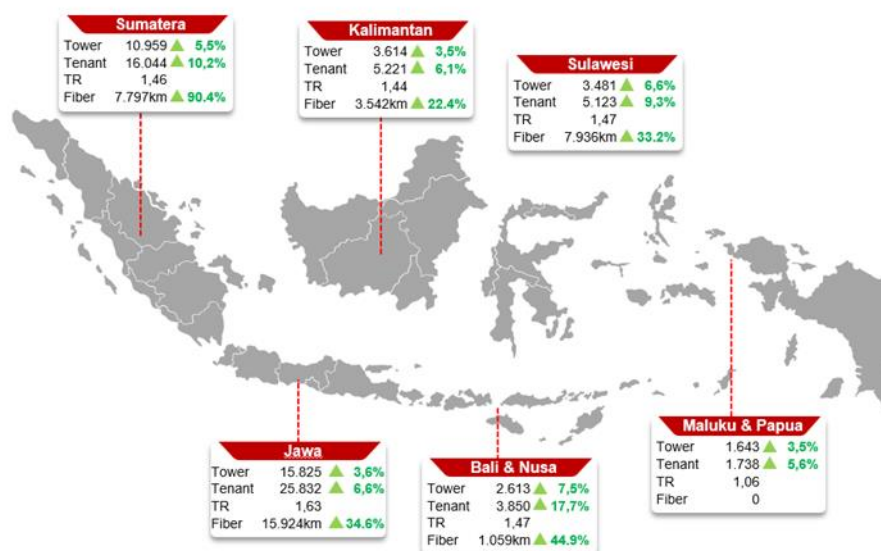 Sumatera
Tower 10.959 5,5%
Tenant 16.044 10,2%
TR 1,46
Fiber 7.797km 90.4%
Kalimantan
Tower 3.614 3,5%
Tenant 5.221 6,1%
TR 1,44
Fiber 3.542km 22.4%
Sulawesi
Tower 3.481 6,6%
Tenant 5.123 9,3%
TR 1,47
Fiber 7.936km 33.2%
Jawa
Tower 15.825 3,6%
Tenant 25.832 6,6%
TR 1,63
Fiber 15.924km 34.6%
Bali & Nusa
Tower 2.613 7,5%
Tenant 3.850 17,7%
TR 1,47
Fiber 1.059km 44.9%
Maluku & Papua
Tower 1.643 3,5%
Tenant 1.738 5,6%
TR 1,06
Fiber 0